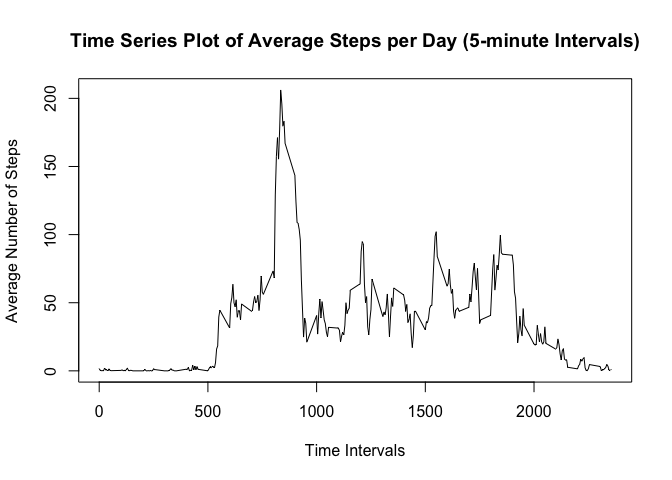 Time Series Plot of Average Steps per Day (5-minute Intervals)
Average Number of Steps
200
150
100
50
0
0 500 1000 1500 2000
Time Intervals